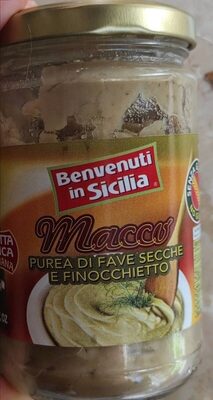 Benvenuti
in Sicilia
Maccu
PUREA DI FAVE SECCHE
E FINOCCHIETTO